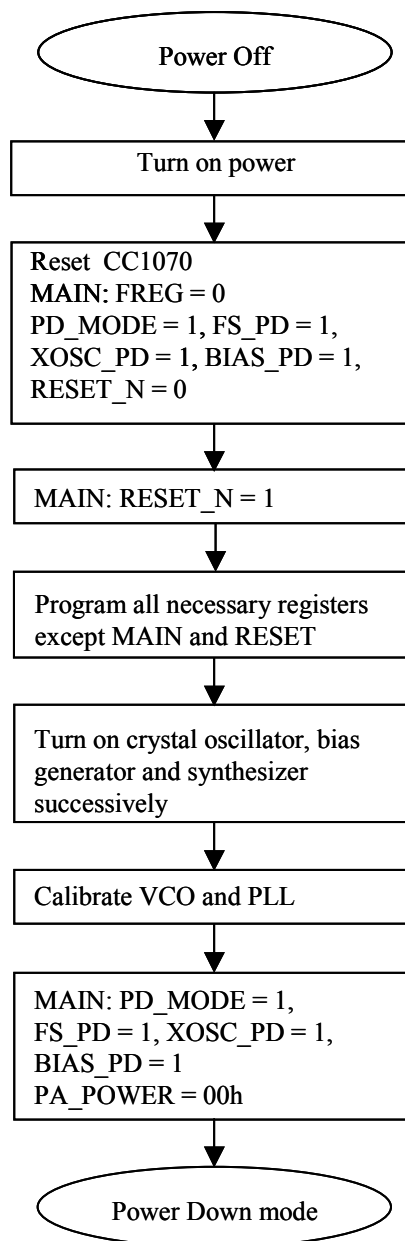 Power Off
Turn on power
Reset CC1070
MAIN: FREG = 0
PD_MODE = 1, FS_PD = 1,
XOSC_PD = 1, BIAS_PD = 1,
RESET_N = 0
MAIN: RESET_N = 1
Program all necessary registers
except MAIN and RESET
Turn on crystal oscillator, bias
generator and synthesizer
successively
Calibrate VCO and PLL
MAIN: PD_MODE = 1,
FS_PD = 1, XOSC_PD = 1,
BIAS_PD = 1
PA_POWER = 00h
Power Down mode